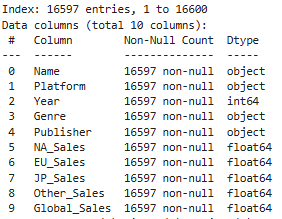 Index: 16597 entries, 1 to 16600
Data columns (total 10 columns):
 #   Column        Non-Null Count  Dtype
---  ------        --------------  -----
 0   Name          16597 non-null  object
 1   Platform      16597 non-null  object
 2   Year          16597 non-null  int64
 3   Genre         16597 non-null  object
 4   Publisher     16597 non-null  object
 5   NA_Sales      16597 non-null  float64
 6   EU_Sales      16597 non-null  float64
 7   JP_Sales      16597 non-null  float64
 8   Other_Sales   16597 non-null  float64
 9   Global_Sales  16597 non-null  float64